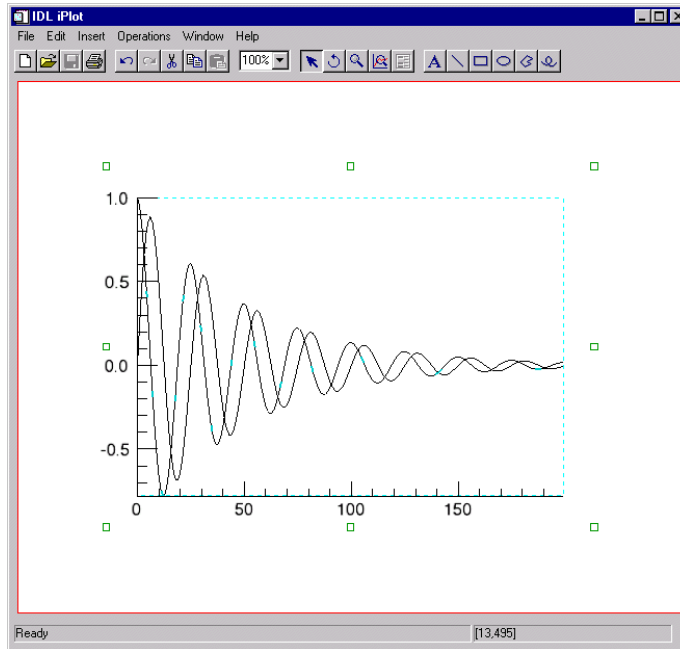 IDL iPlot
File Edit Insert Operations Window Help
100% A
1.0
0.5
0.0
-0.5
0 50 100 150
Ready [13,495]